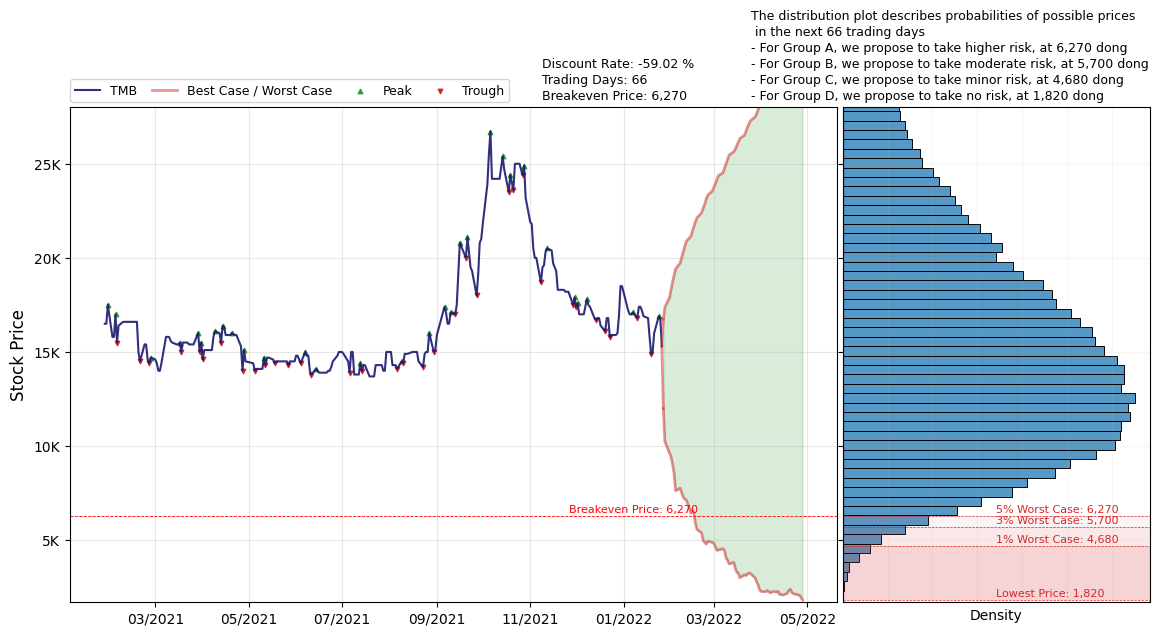 The distribution plot describes probabilities of possible prices
in the next 66 trading days
- For Group A, we propose to take higher risk, at 6,270 dong
- For Group B, we propose to take moderate risk, at 5,700 dong
- For Group C, we propose to take minor risk, at 4,680 dong
- For Group D, we propose to take no risk, at 1,820 dong
Discount Rate: -59.02 %
Trading Days: 66
Breakeven Price: 6,270
TMB
Best Case / Worst Case
Peak
Trough
Stock Price
25K
20K
15K
10K
5K
Breakeven Price: 6,270
5% Worst Case: 6,270
3% Worst Case: 5,700
1% Worst Case: 4,680
Lowest Price: 1,820
03/2021
05/2021
07/2021
09/2021
11/2021
01/2022
03/2022
05/2022
Density